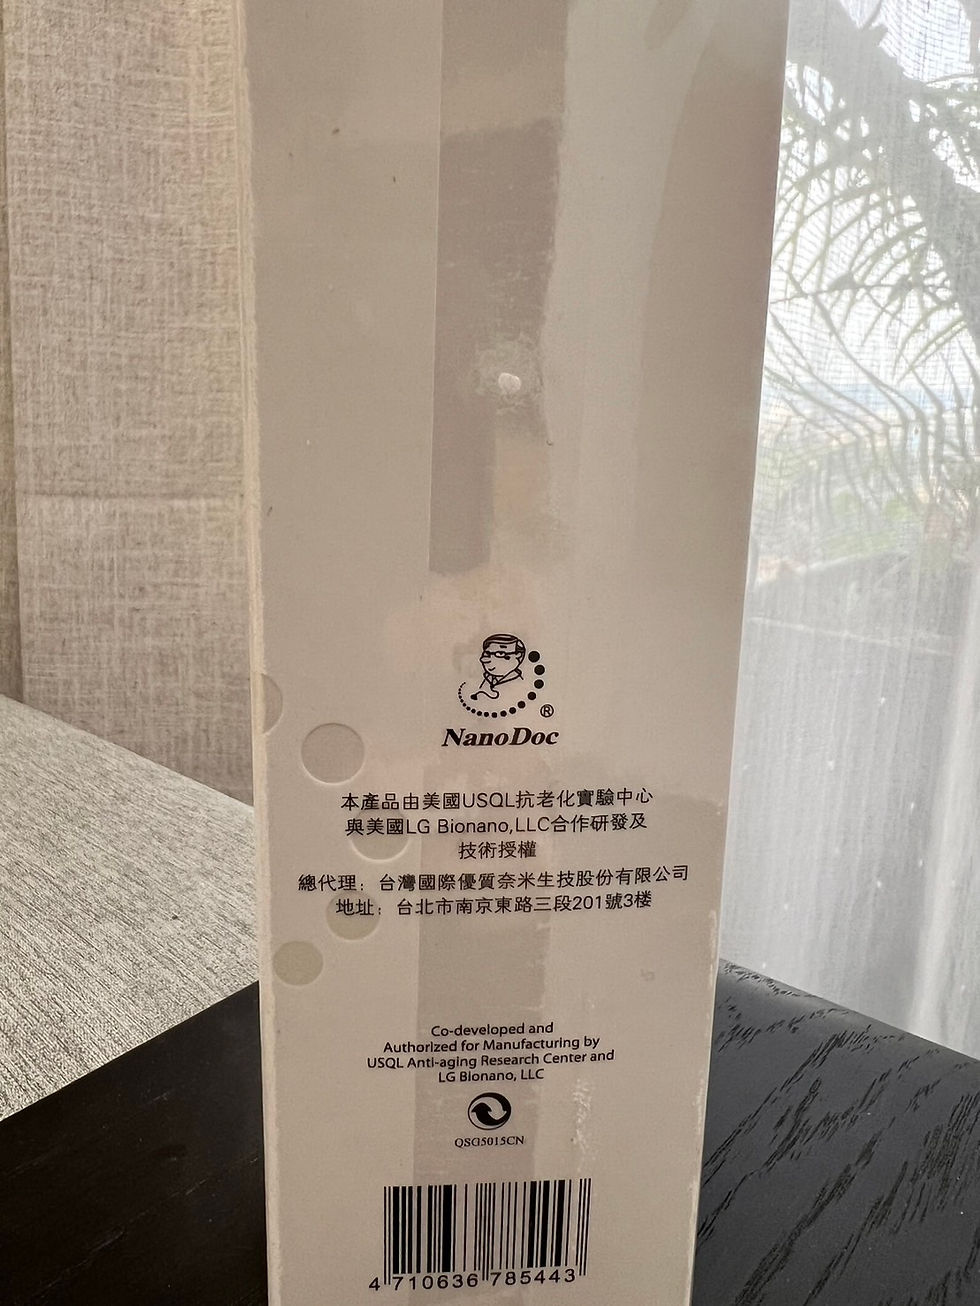 ®
NanoDoc
本產品由美國USQL抗老化實驗中心
與美國LG Bionano,LLC合作研發及
技術授權
總代理：台灣國際優質奈米生技股份有限公司
地址：台北市南京東路三段201號3楼
Co-developed and
Authorized for Manufacturing by
USQL Anti-aging Research Center and
LG Bionano, LLC
QSG5015CN
4 710636 785443